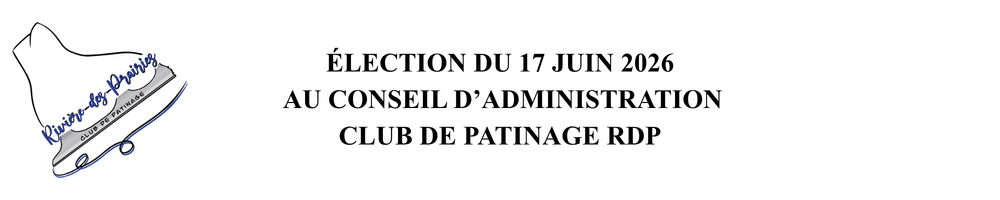 Rivière-des-Prairies
CLUB DE PATINAGE
ÉLECTION DU 17 JUIN 2026
AU CONSEIL D’ADMINISTRATION
CLUB DE PATINAGE RDP